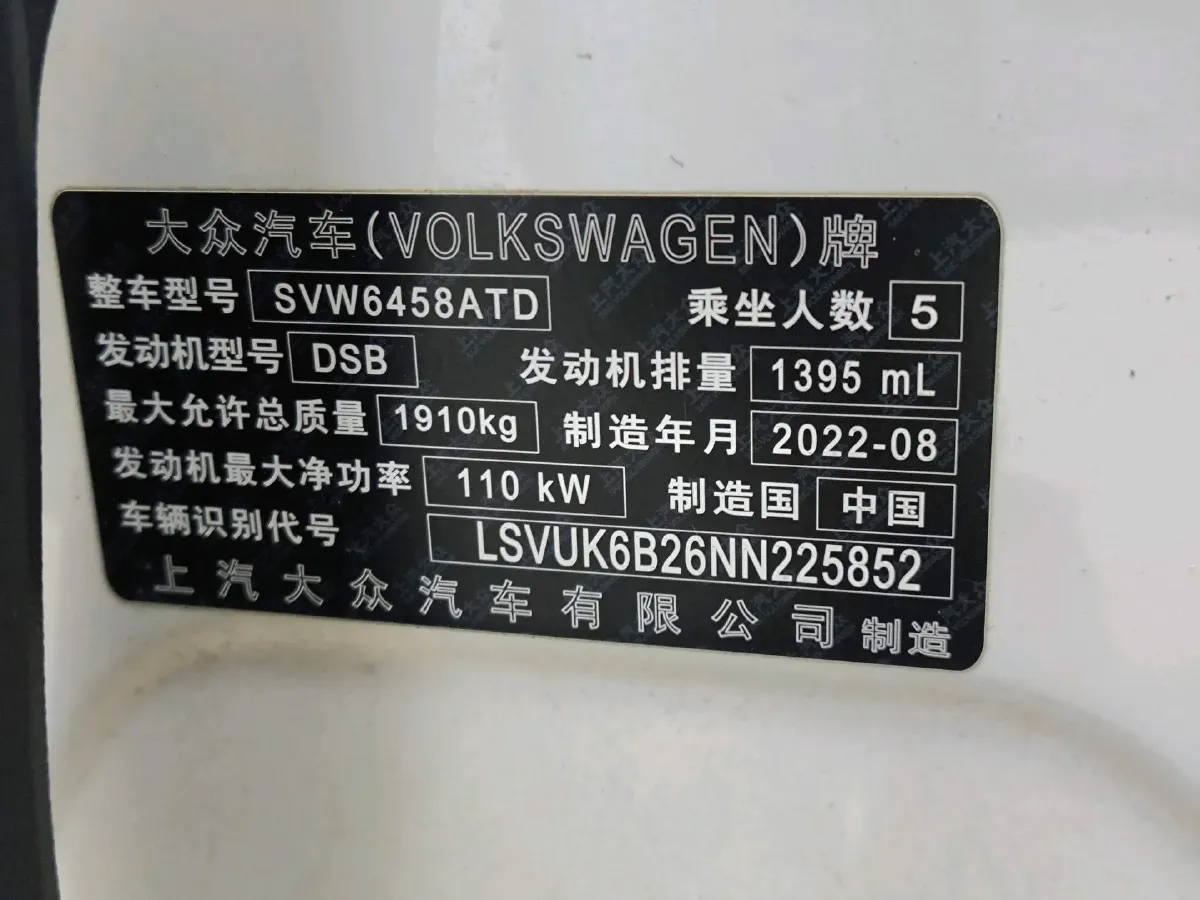 大众汽车(VOLKSWAGEN)牌
整车型号 SVW6458ATD 乘坐人数 5
发动机型号 DSB 发动机排量 1395 mL
最大允许总质量 1910kg 制造年月 2022-08
发动机最大净功率 110 kW 制造国 中国
车辆识别代号 LSVUK6B26NN225852
上汽大众汽车有限公司 制造